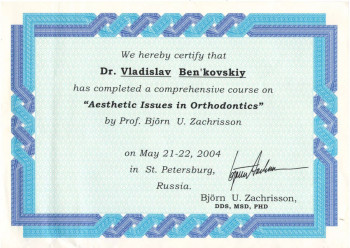 We hereby certify that
Dr. Vladislav Ben'kovskiy
has completed a comprehensive course on
"Aesthetic Issues in Orthodontics"
by Prof. Björn U. Zachrisson
on May 21-22, 2004
in St. Petersburg,
Russia.
Björn U. Zachrisson,
DDS, MSD, PHD